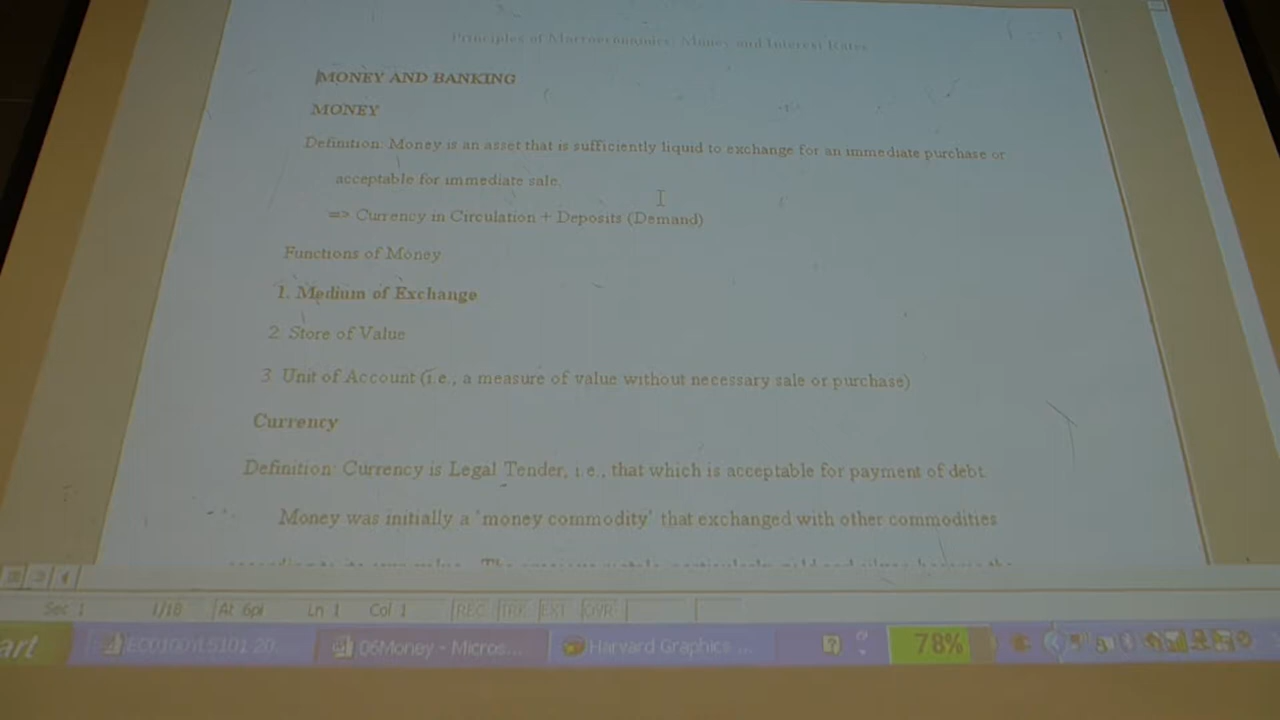 Principles of Macroeconomics: Money and Interest Rates
MONEY AND BANKING
MONEY
Definition: Money is an asset that is sufficiently liquid to exchange for an immediate purchase or
acceptable for immediate sale.
=> Currency in Circulation + Deposits (Demand)
Functions of Money
1. Medium of Exchange
2. Store of Value
3. Unit of Account (i.e., a measure of value without necessary sale or purchase)
Currency
Definition: Currency is Legal Tender, i.e., that which is acceptable for payment of debt.
Money was initially a 'money commodity' that exchanged with other commodities
Sec 1 1/18 At 6pi Ln 1 Col 1 REC TRK EXT OVR
art 06Money - Micros... Harvard Graphics ... 78%